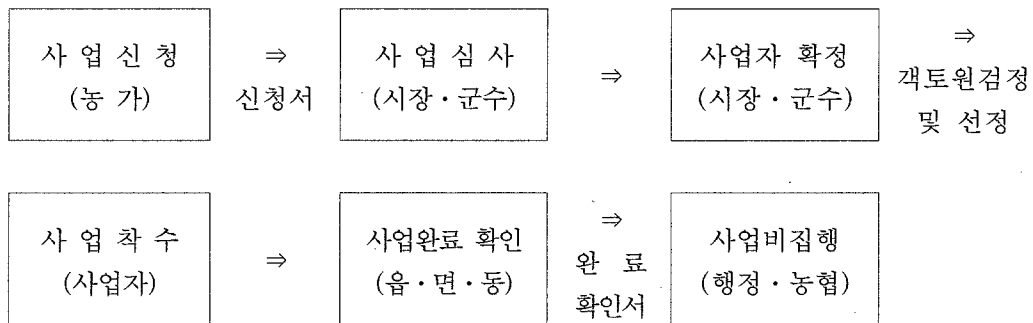 사 업 신 청
(농 가)
⇒
신청서
사 업 심 사
(시장·군수)
⇒
사업자 확정
(시장·군수)
⇒
객토원검정
및 선정
사 업 착 수
(사업자)
⇒
사업완료 확인
(읍·면·동)
⇒
완 료
확인서
사업비집행
(행정·농협)